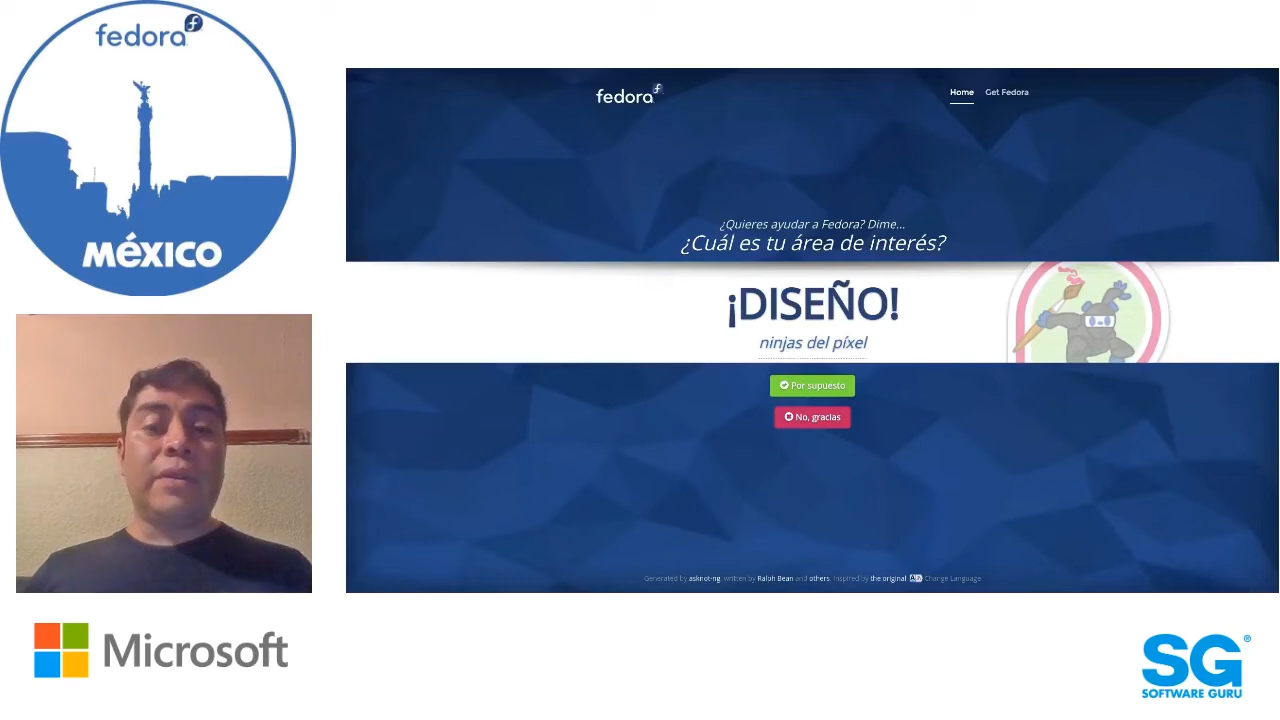 fedora
MÉXICO
fedora
Home Get Fedora
¿Quieres ayudar a Fedora? Dime...
¿Cuál es tu área de interés?
¡DISEÑO!
ninjas del píxel
Por supuesto
No, gracias
Generated by asknot-ng, written by Ralph Bean and others. Inspired by the original. Change Language
Microsoft
SG®
SOFTWARE GURU